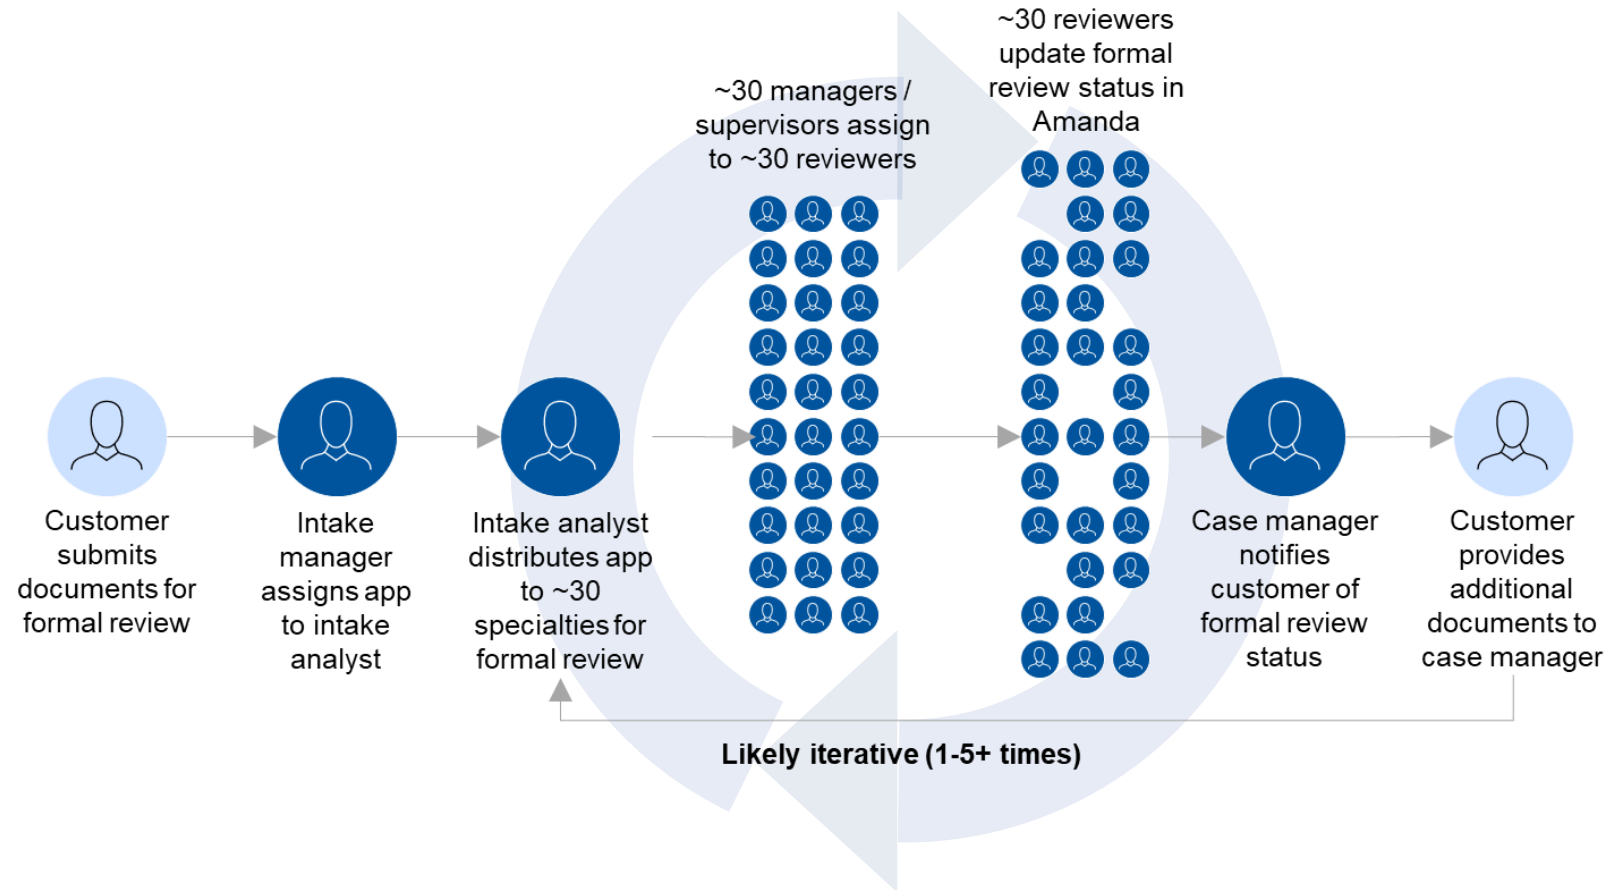 ~30 reviewers
update formal
review status in
Amanda
~30 managers /
supervisors assign
to ~30 reviewers
Customer
submits
documents for
formal review
Intake
manager
assigns app
to intake
analyst
Intake analyst
distributes app
to ~30
specialties for
formal review
Case manager
notifies
customer of
formal review
status
Customer
provides
additional
documents to
case manager
Likely iterative (1-5+ times)